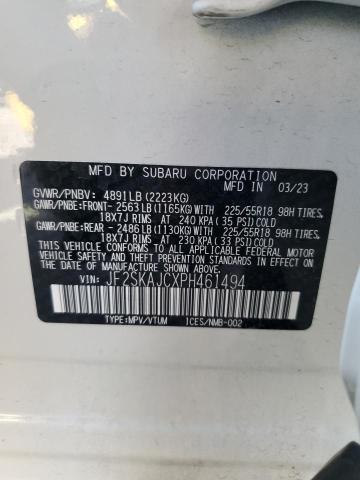 MFD. BY SUBARU CORPORATION
GVWR/PNBV: 4891LB(2223KG) MFD IN 03/23
GAWR/PNBE:FRONT- 2563LB(1165KG)WITH 225/55R18 98H TIRES,
18X7J RIMS AT 240 KPA( 35 PSI)COLD
GAWR/PNBE:REAR - 2486LB(1130KG)WITH 225/55R18 98H TIRES,
18X7J RIMS AT 230 KPA( 33 PSI)COLD
THIS VEHICLE CONFORMS TO ALL APPLICABLE FEDERAL
MOTOR VEHICLE SAFETY, BUMPER, AND THEFT PREVENTION
STANDARDS IN EFFECT ON THE DATE OF MANUFACTURE SHOWN ABOVE.
VIN: JF2SKAJCXPH461494
TYPE:MPV/VTUM ICES/NMB-002